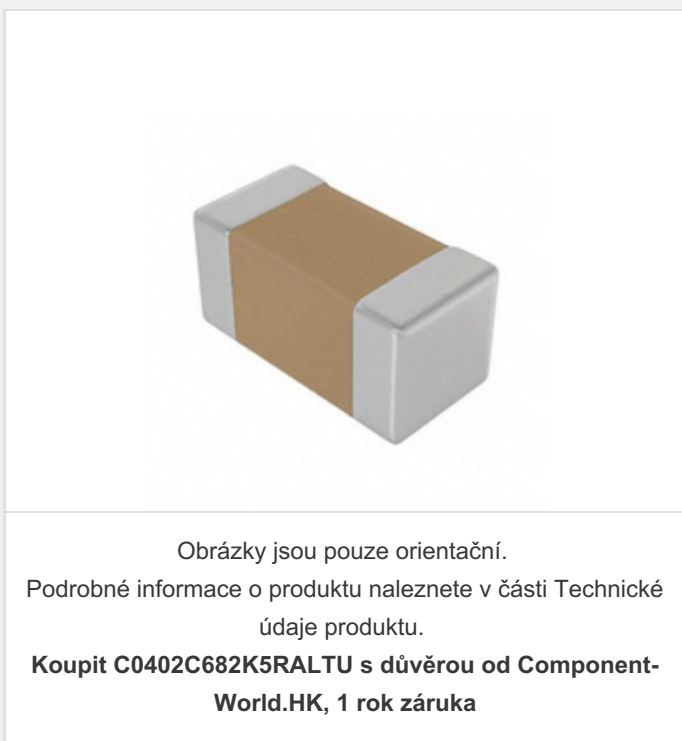 Obrázky jsou pouze orientační.
Podrobné informace o produktu naleznete v části Technické
údaje produktu.
Koupit C0402C682K5RALTU s důvěrou od Component-
World.HK, 1 rok záruka